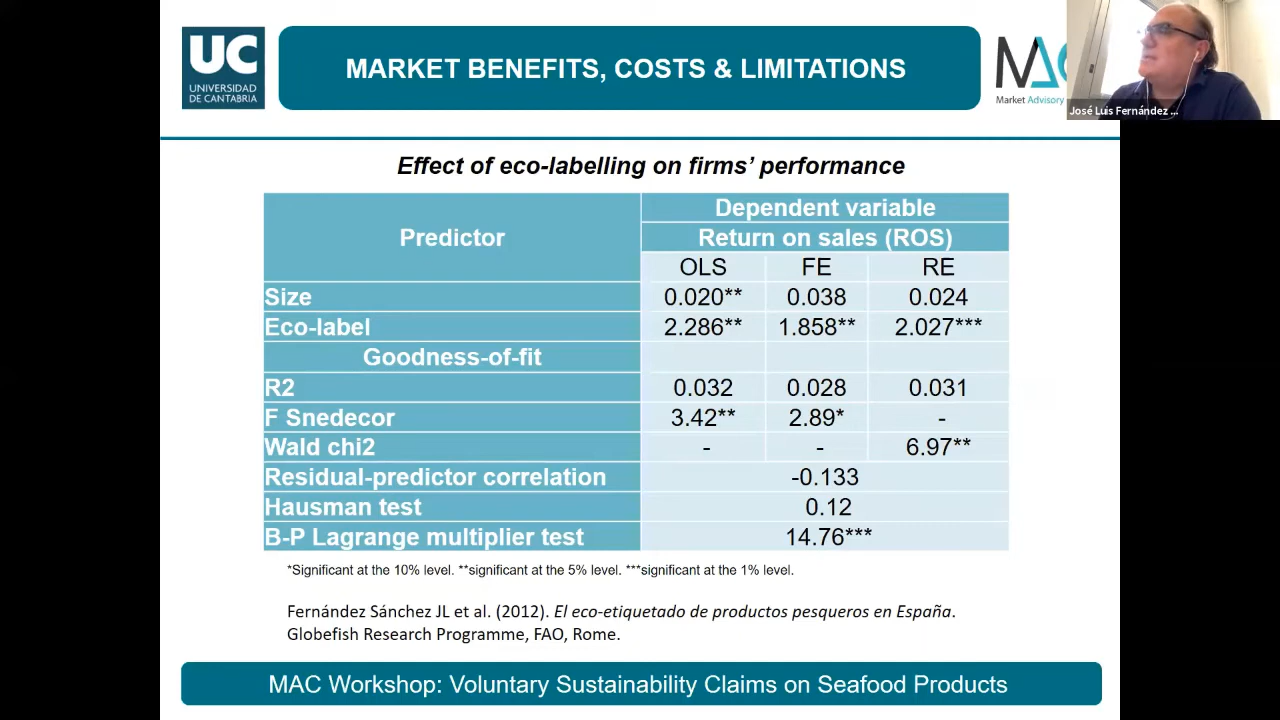 UC
UNIVERSIDAD
DE CANTABRIA
MARKET BENEFITS, COSTS & LIMITATIONS
Market Advisory
José Luis Fernández ...
Effect of eco-labelling on firms’ performance
Predictor
Dependent variable
Return on sales (ROS)
OLS FE RE
Size 0.020** 0.038 0.024
Eco-label 2.286** 1.858** 2.027***
Goodness-of-fit
R2 0.032 0.028 0.031
F Snedecor 3.42** 2.89* -
Wald chi2 - - 6.97**
Residual-predictor correlation -0.133
Hausman test 0.12
B-P Lagrange multiplier test 14.76***
*Significant at the 10% level. **significant at the 5% level. ***significant at the 1% level.
Fernández Sánchez JL et al. (2012). El eco-etiquetado de productos pesqueros en España.
Globefish Research Programme, FAO, Rome.
MAC Workshop: Voluntary Sustainability Claims on Seafood Products